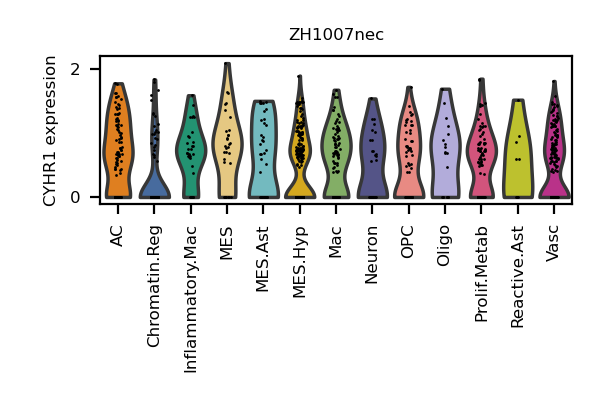 ZH1007nec
CYHR1 expression
2
0
AC
Chromatin.Reg
Inflammatory.Mac
MES
MES.Ast
MES.Hyp
Mac
Neuron
OPC
Oligo
Prolif.Metab
Reactive.Ast
Vasc